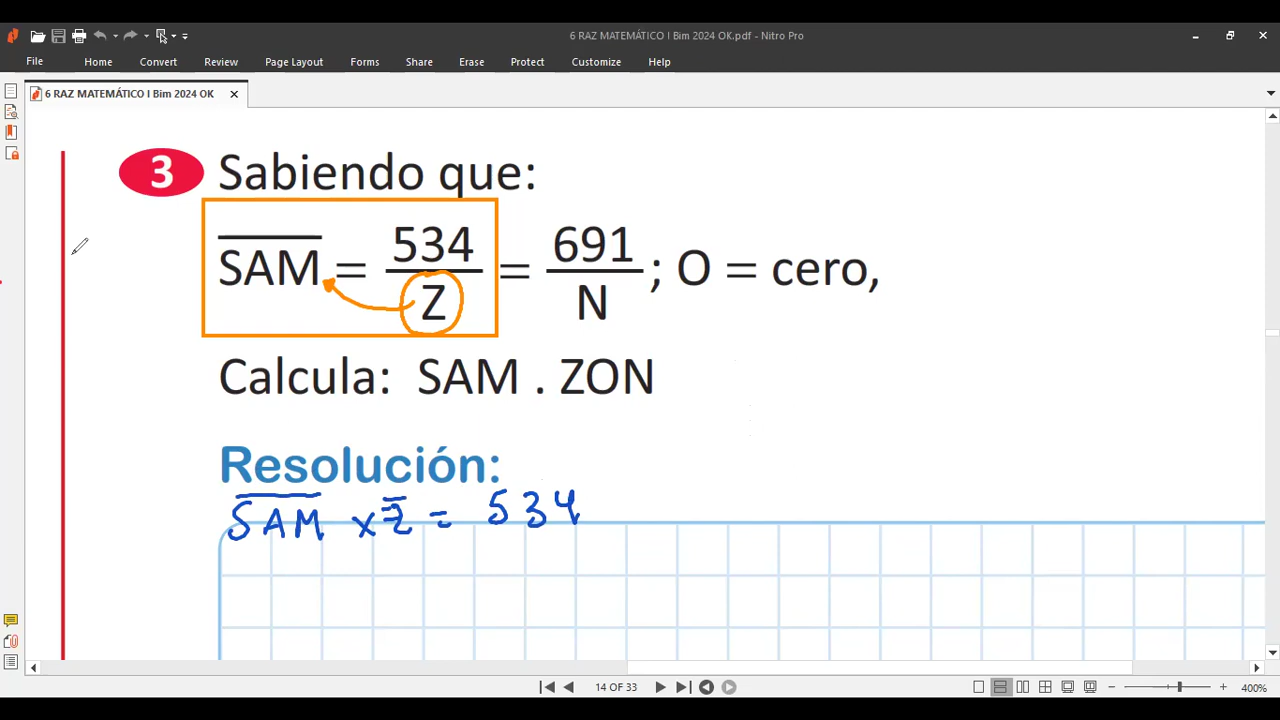 6 RAZ MATEMÁTICO I Bim 2024 OK.pdf - Nitro Pro
File Home Convert Review Page Layout Forms Share Erase Protect Customize Help
6 RAZ MATEMÁTICO I Bim 2024 OK
3 Sabiendo que:
SAM = 534/Z = 691/N ; O = cero,
Calcula: SAM . ZON
Resolución:
SAM x Z = 534
14 OF 33
400%